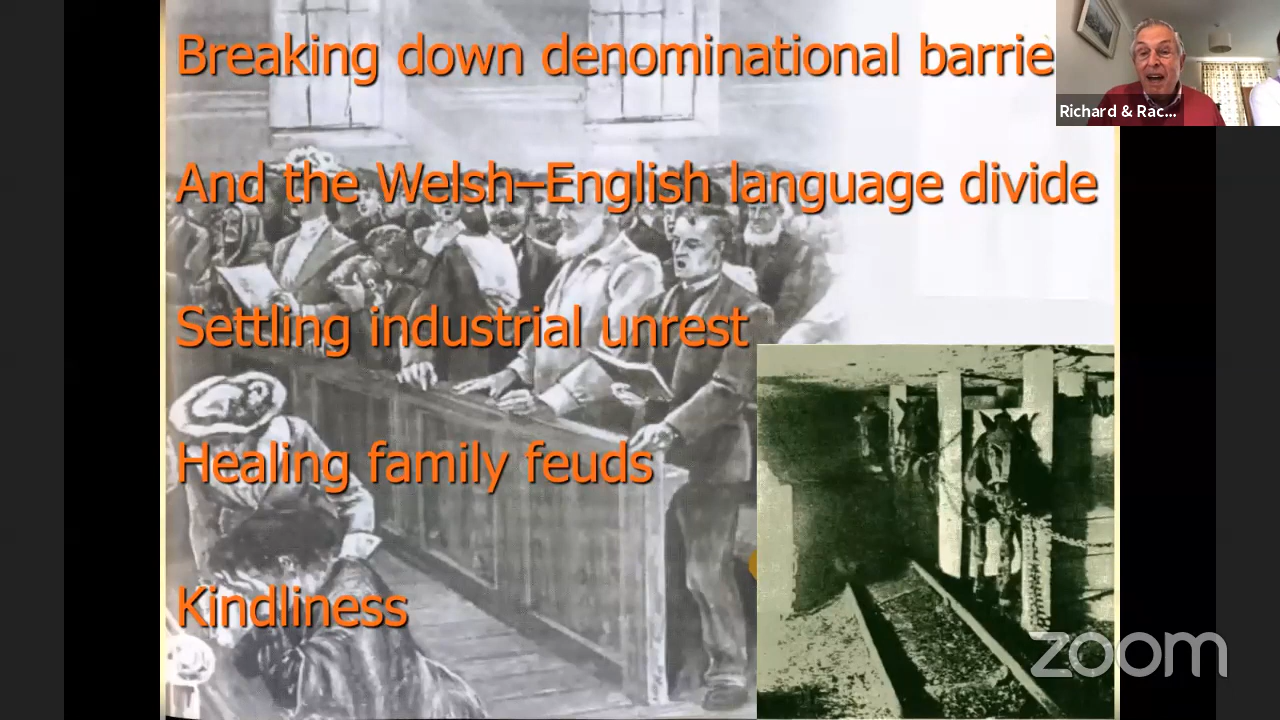 Breaking down denominational barrie
Richard & Rac...
And the Welsh–English language divide
Settling industrial unrest
Healing family feuds
Kindliness
zoom